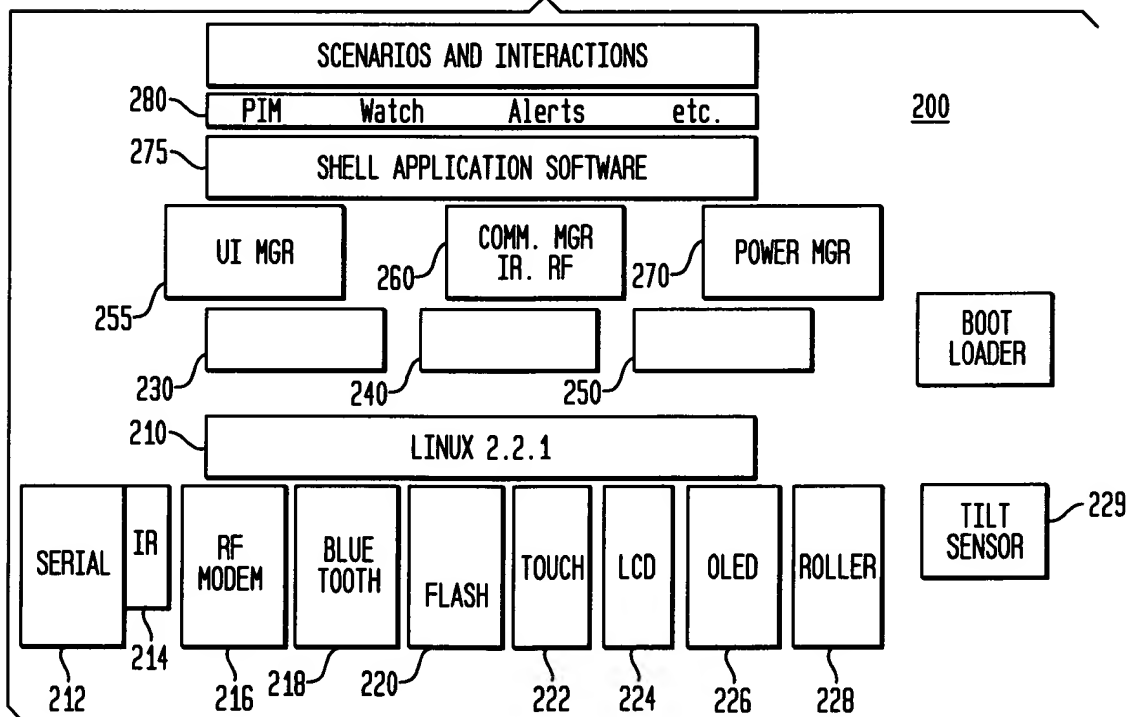 SCENARIOS AND INTERACTIONS
280
PIM Watch Alerts etc.
200
275
SHELL APPLICATION SOFTWARE
UI MGR
COMM. MGR
IR. RF
POWER MGR
255
260
270
BOOT
LOADER
230
240
250
210
LINUX 2.2.1
SERIAL
IR
RF
MODEM
BLUE
TOOTH
FLASH
TOUCH
LCD
OLED
ROLLER
TILT
SENSOR
229
212
214
216
218
220
222
224
226
228